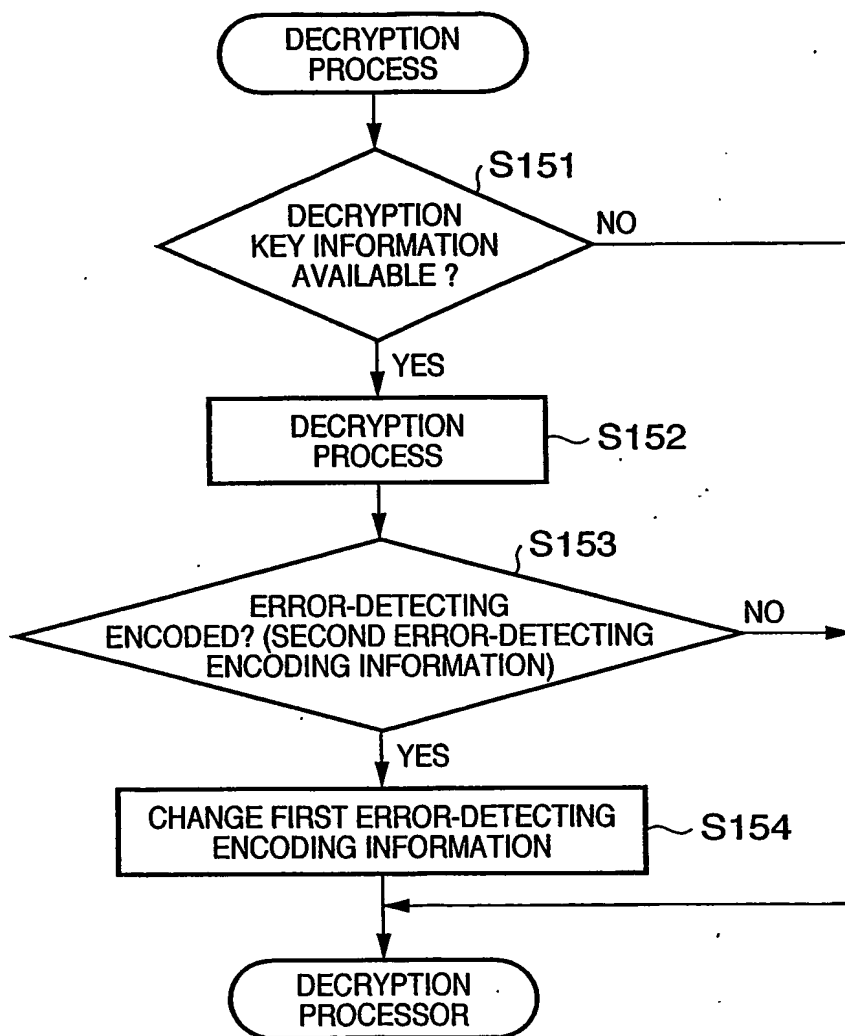 DECRYPTION
PROCESS
S151
DECRYPTION
KEY INFORMATION
AVAILABLE ?
NO
YES
DECRYPTION
PROCESS
S152
S153
ERROR-DETECTING
ENCODED? (SECOND ERROR-DETECTING
ENCODING INFORMATION)
NO
YES
CHANGE FIRST ERROR-DETECTING
ENCODING INFORMATION
S154
DECRYPTION
PROCESSOR